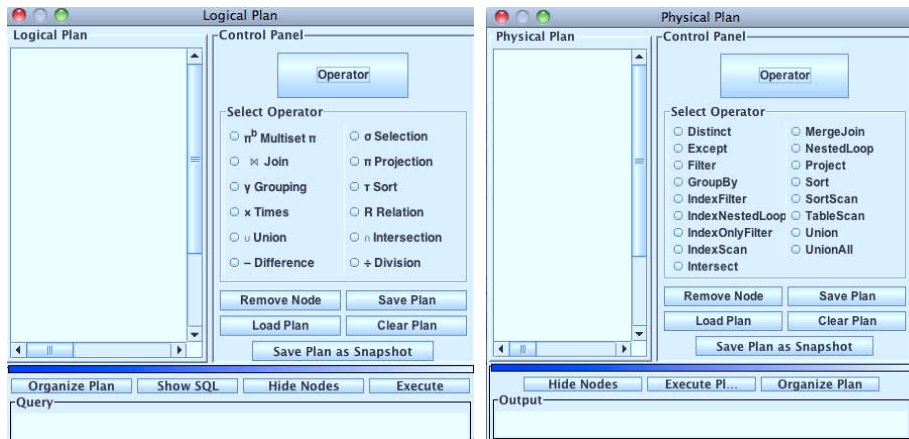 Logical Plan
Logical Plan
Control Panel
Operator
Select Operator
πᵇ Multiset π
σ Selection
⋈ Join
π Projection
γ Grouping
τ Sort
× Times
R Relation
∪ Union
∩ Intersection
− Difference
÷ Division
Remove Node
Save Plan
Load Plan
Clear Plan
Save Plan as Snapshot
Organize Plan
Show SQL
Hide Nodes
Execute
Query
Physical Plan
Physical Plan
Control Panel
Operator
Select Operator
Distinct
MergeJoin
Except
NestedLoop
Filter
Project
GroupBy
Sort
IndexFilter
SortScan
IndexNestedLoop
TableScan
IndexOnlyFilter
Union
IndexScan
UnionAll
Intersect
Remove Node
Save Plan
Load Plan
Clear Plan
Save Plan as Snapshot
Hide Nodes
Execute Pl...
Organize Plan
Output